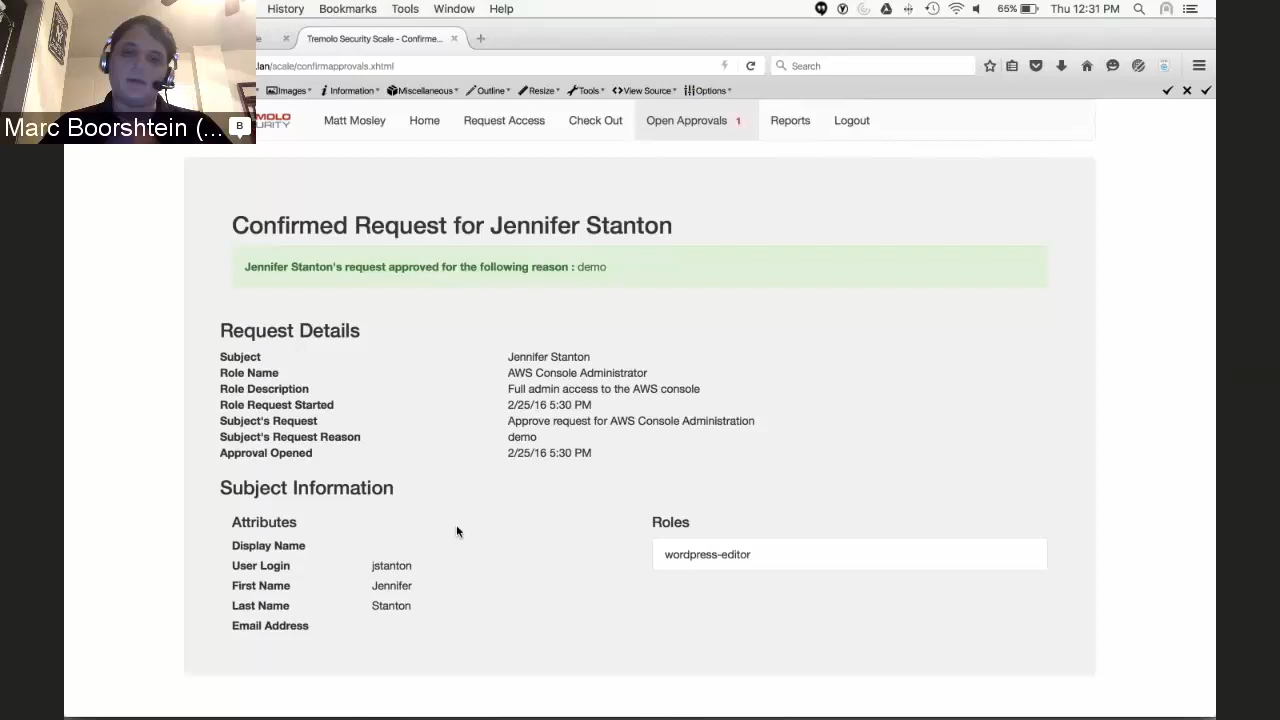 History Bookmarks Tools Window Help 65% Thu 12:31 PM
Tremolo Security Scale - Confirme...
lan/scale/confirmapprovals.xhtml Search
Images Information Miscellaneous Outline Resize Tools View Source Options
Marc Boorshtein (... B
MOLO
URITY
Matt Mosley Home Request Access Check Out Open Approvals 1 Reports Logout
Confirmed Request for Jennifer Stanton
Jennifer Stanton's request approved for the following reason : demo
Request Details
Subject Jennifer Stanton
Role Name AWS Console Administrator
Role Description Full admin access to the AWS console
Role Request Started 2/25/16 5:30 PM
Subject's Request Approve request for AWS Console Administration
Subject's Request Reason demo
Approval Opened 2/25/16 5:30 PM
Subject Information
Attributes Roles
Display Name
wordpress-editor
User Login jstanton
First Name Jennifer
Last Name Stanton
Email Address